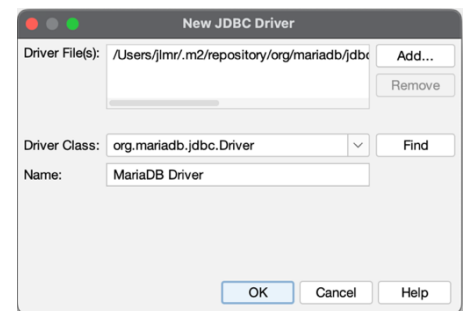 New JDBC Driver
Driver File(s): /Users/jlmr/.m2/repository/org/mariadb/jdbc Add...
Remove
Driver Class: org.mariadb.jdbc.Driver Find
Name: MariaDB Driver
OK Cancel Help